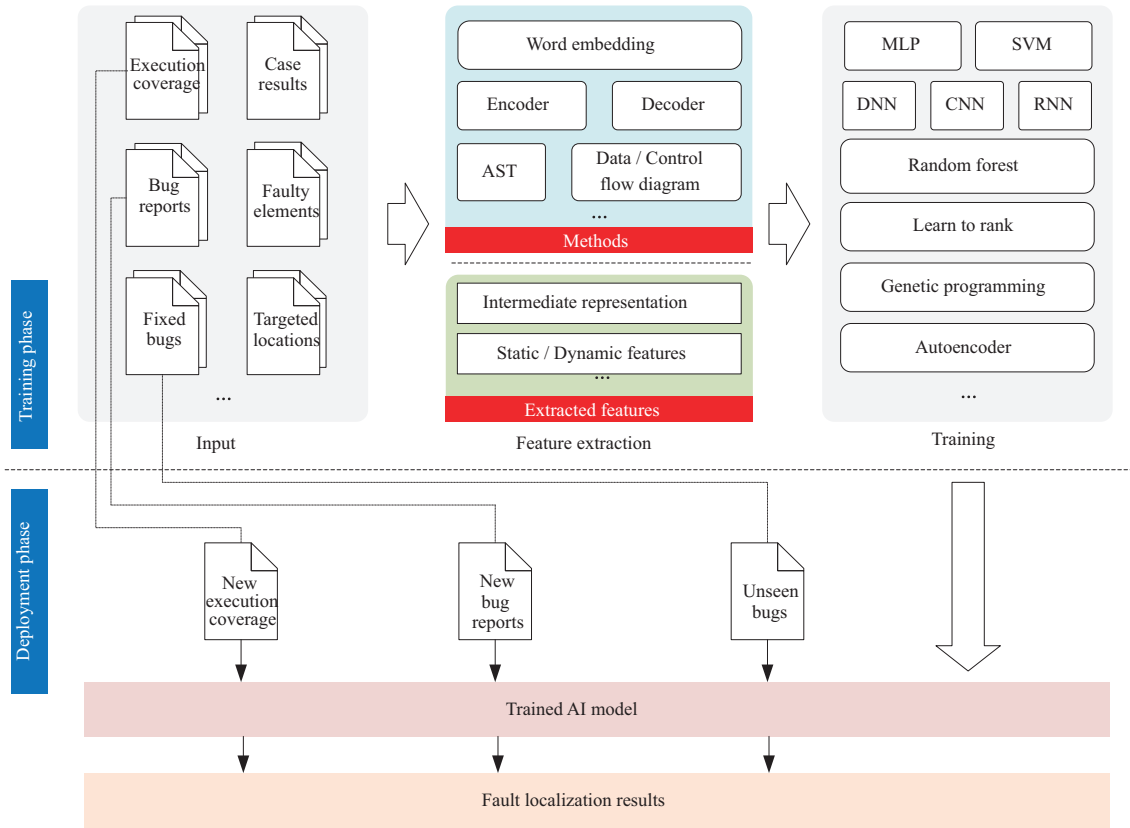 Training phase
Execution
coverage
Case
results
Bug
reports
Faulty
elements
Fixed
bugs
Targeted
locations
...
Input
Word embedding
Encoder
Decoder
AST
Data / Control
flow diagram
...
Methods
Intermediate representation
Static / Dynamic features
...
Extracted features
Feature extraction
MLP
SVM
DNN
CNN
RNN
Random forest
Learn to rank
Genetic programming
Autoencoder
...
Training
Deployment phase
New
execution
coverage
New
bug
reports
Unseen
bugs
Trained AI model
Fault localization results